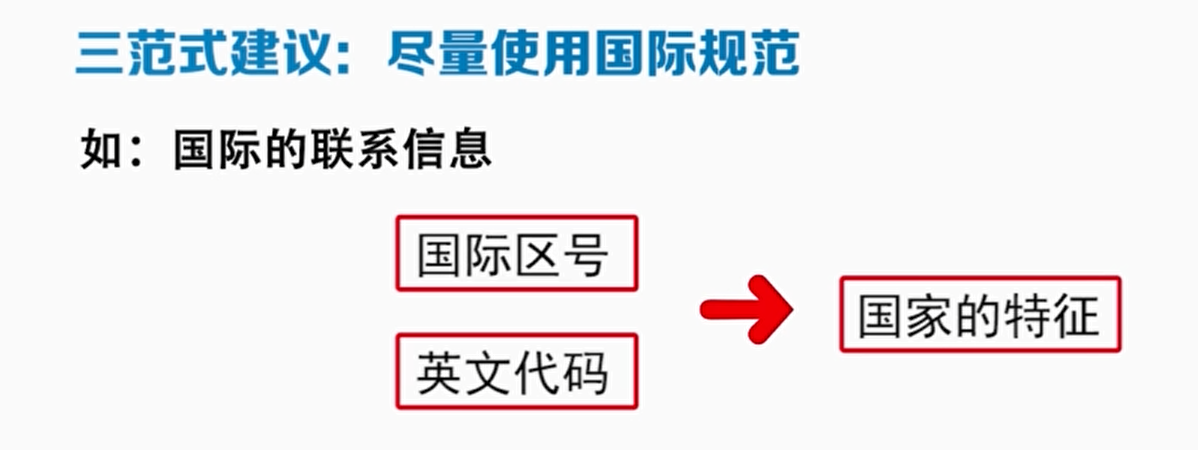 三范式建议：尽量使用国际规范
如：国际的联系信息
国际区号
英文代码
国家的特征